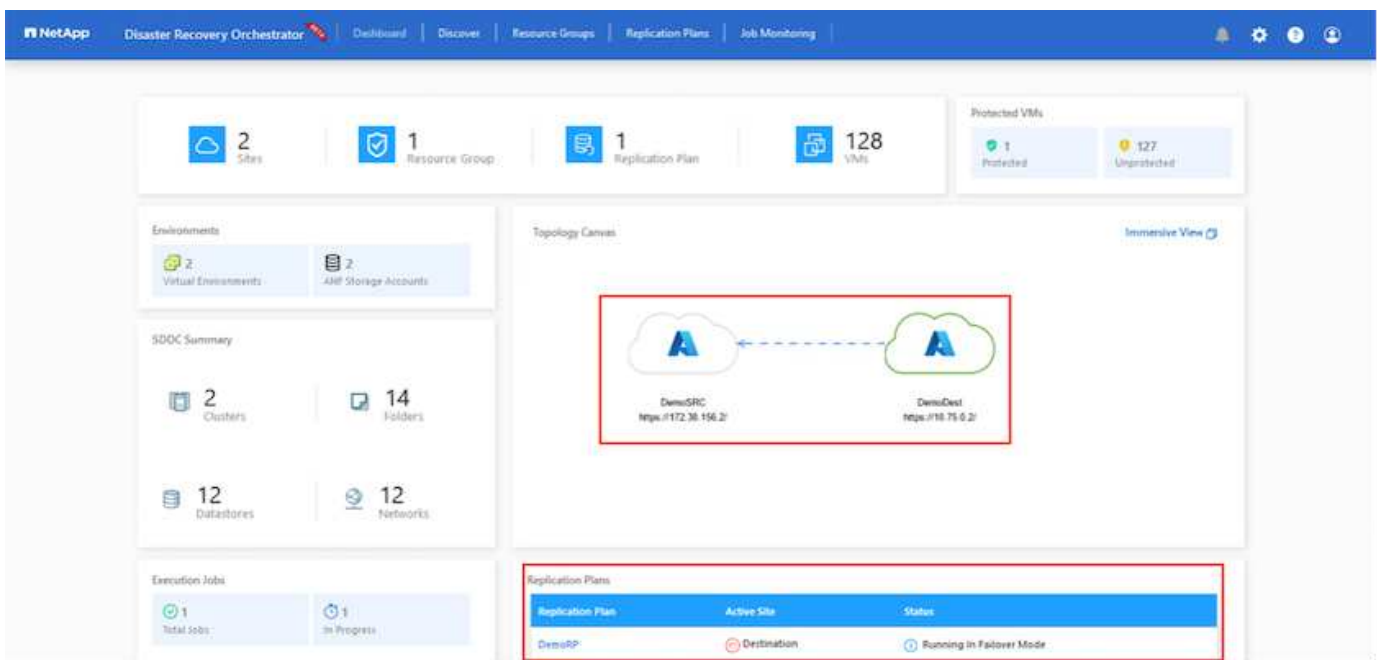 NetApp Disaster Recovery Orchestrator Dashboard Discover Resource Groups Replication Plans Job Monitoring
2
Sites
1
Resource Group
1
Replication Plan
128
VMs
Protected VMs
1
Protected
127
Unprotected
Environments
2
Virtual Environments
2
ANF Storage Accounts
Topology Canvas
Immersive View
DemoSRC
https://172.30.156.2/
DemoDest
https://10.75.0.2/
SDDC Summary
2
Clusters
14
Folders
12
Datastores
12
Networks
Execution Jobs
1
Total Jobs
1
In Progress
Replication Plans
Replication Plan Active Site Status
DemoRP Destination Running In Failover Mode